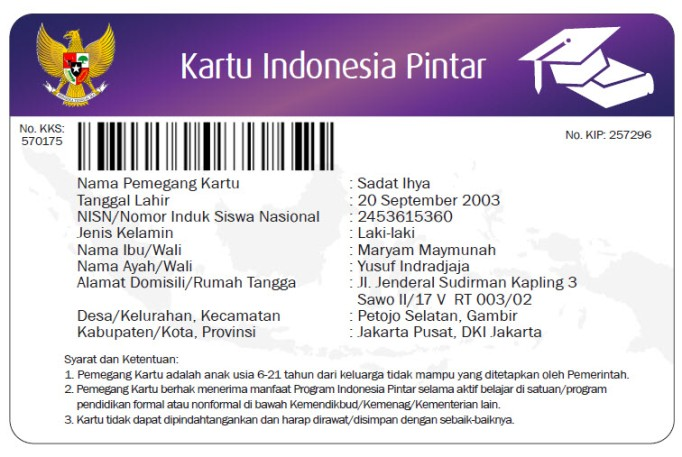 Kartu Indonesia Pintar
No. KKS:
570175
No. KIP: 257296
Nama Pemegang Kartu : Sadat Ihya
Tanggal Lahir : 20 September 2003
NISN/Nomor Induk Siswa Nasional : 2453615360
Jenis Kelamin : Laki-laki
Nama Ibu/Wali : Maryam Maymunah
Nama Ayah/Wali : Yusuf Indradjaja
Alamat Domisili/Rumah Tangga : Jl. Jenderal Sudirman Kapling 3
Sawo II/17 V RT 003/02
Desa/Kelurahan, Kecamatan : Petojo Selatan, Gambir
Kabupaten/Kota, Provinsi : Jakarta Pusat, DKI Jakarta
Syarat dan Ketentuan:
1. Pemegang Kartu adalah anak usia 6-21 tahun dari keluarga tidak mampu yang ditetapkan oleh Pemerintah.
2. Pemegang Kartu berhak menerima manfaat Program Indonesia Pintar selama aktif belajar di satuan/program
pendidikan formal atau nonformal di bawah Kemendikbud/Kemenag/Kementerian lain.
3. Kartu tidak dapat dipindahtangankan dan harap dirawat/disimpan dengan sebaik-baiknya.